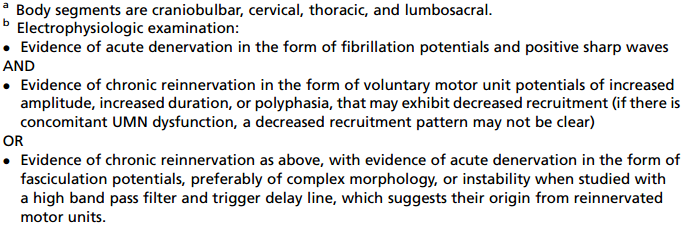 a Body segments are craniobulbar, cervical, thoracic, and lumbosacral.
b Electrophysiologic examination:
• Evidence of acute denervation in the form of fibrillation potentials and positive sharp waves
AND
• Evidence of chronic reinnervation in the form of voluntary motor unit potentials of increased
amplitude, increased duration, or polyphasia, that may exhibit decreased recruitment (if there is
concomitant UMN dysfunction, a decreased recruitment pattern may not be clear)
OR
• Evidence of chronic reinnervation as above, with evidence of acute denervation in the form of
fasciculation potentials, preferably of complex morphology, or instability when studied with
a high band pass filter and trigger delay line, which suggests their origin from reinnervated
motor units.